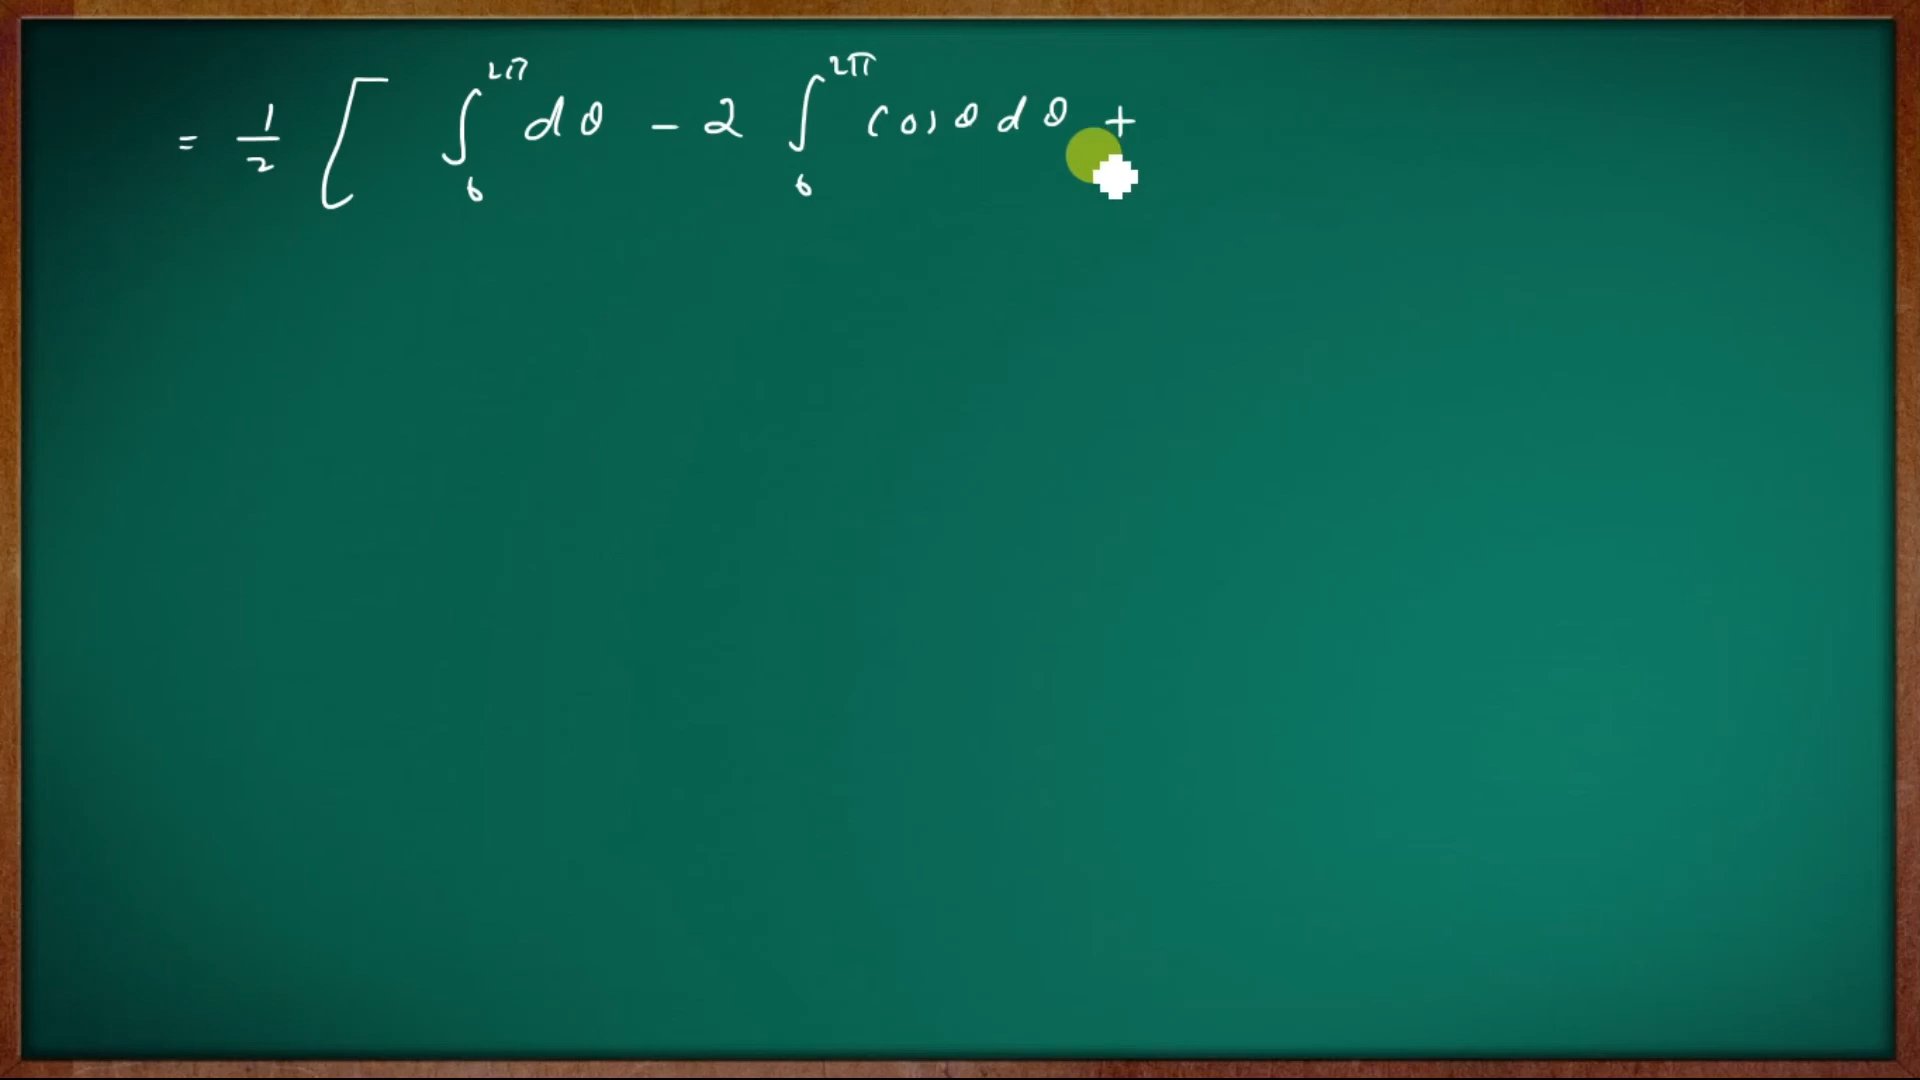 = 1/2 [ ∫₀^{2π} dθ - 2 ∫₀^{2π} cos θ dθ +